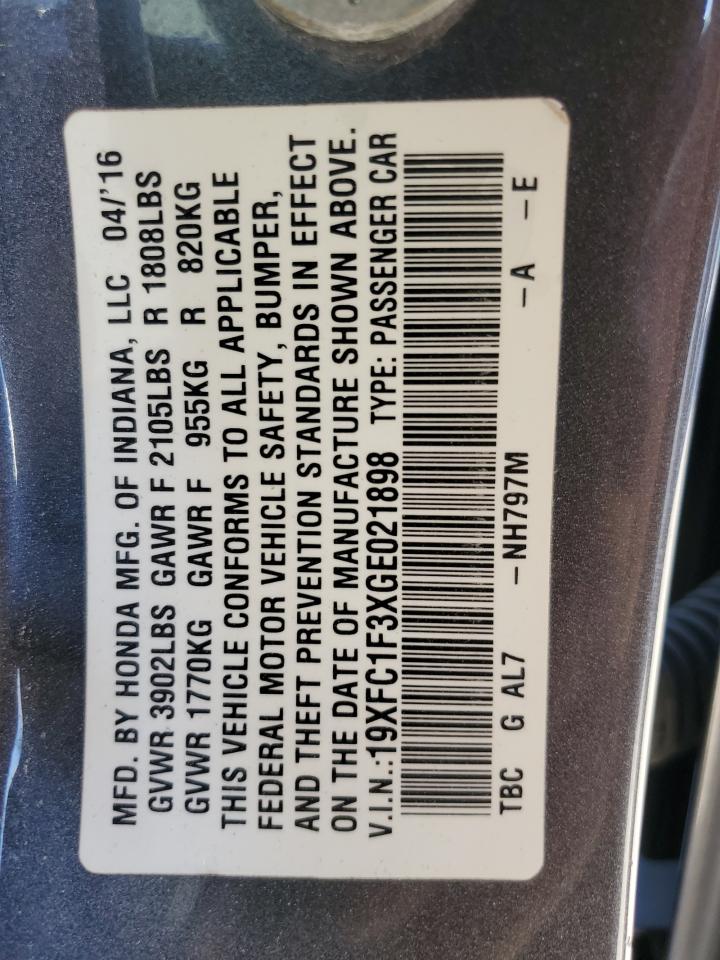 MFD. BY HONDA MFG. OF INDIANA, LLC 04/'16
GVWR 3902LBS GAWR F 2105LBS R 1808LBS
GVWR 1770KG GAWR F 955KG R 820KG
THIS VEHICLE CONFORMS TO ALL APPLICABLE
FEDERAL MOTOR VEHICLE SAFETY, BUMPER,
AND THEFT PREVENTION STANDARDS IN EFFECT
ON THE DATE OF MANUFACTURE SHOWN ABOVE.
V.I.N.:19XFC1F3XGE021898 TYPE: PASSENGER CAR
TBC G AL7 -NH797M -A -E